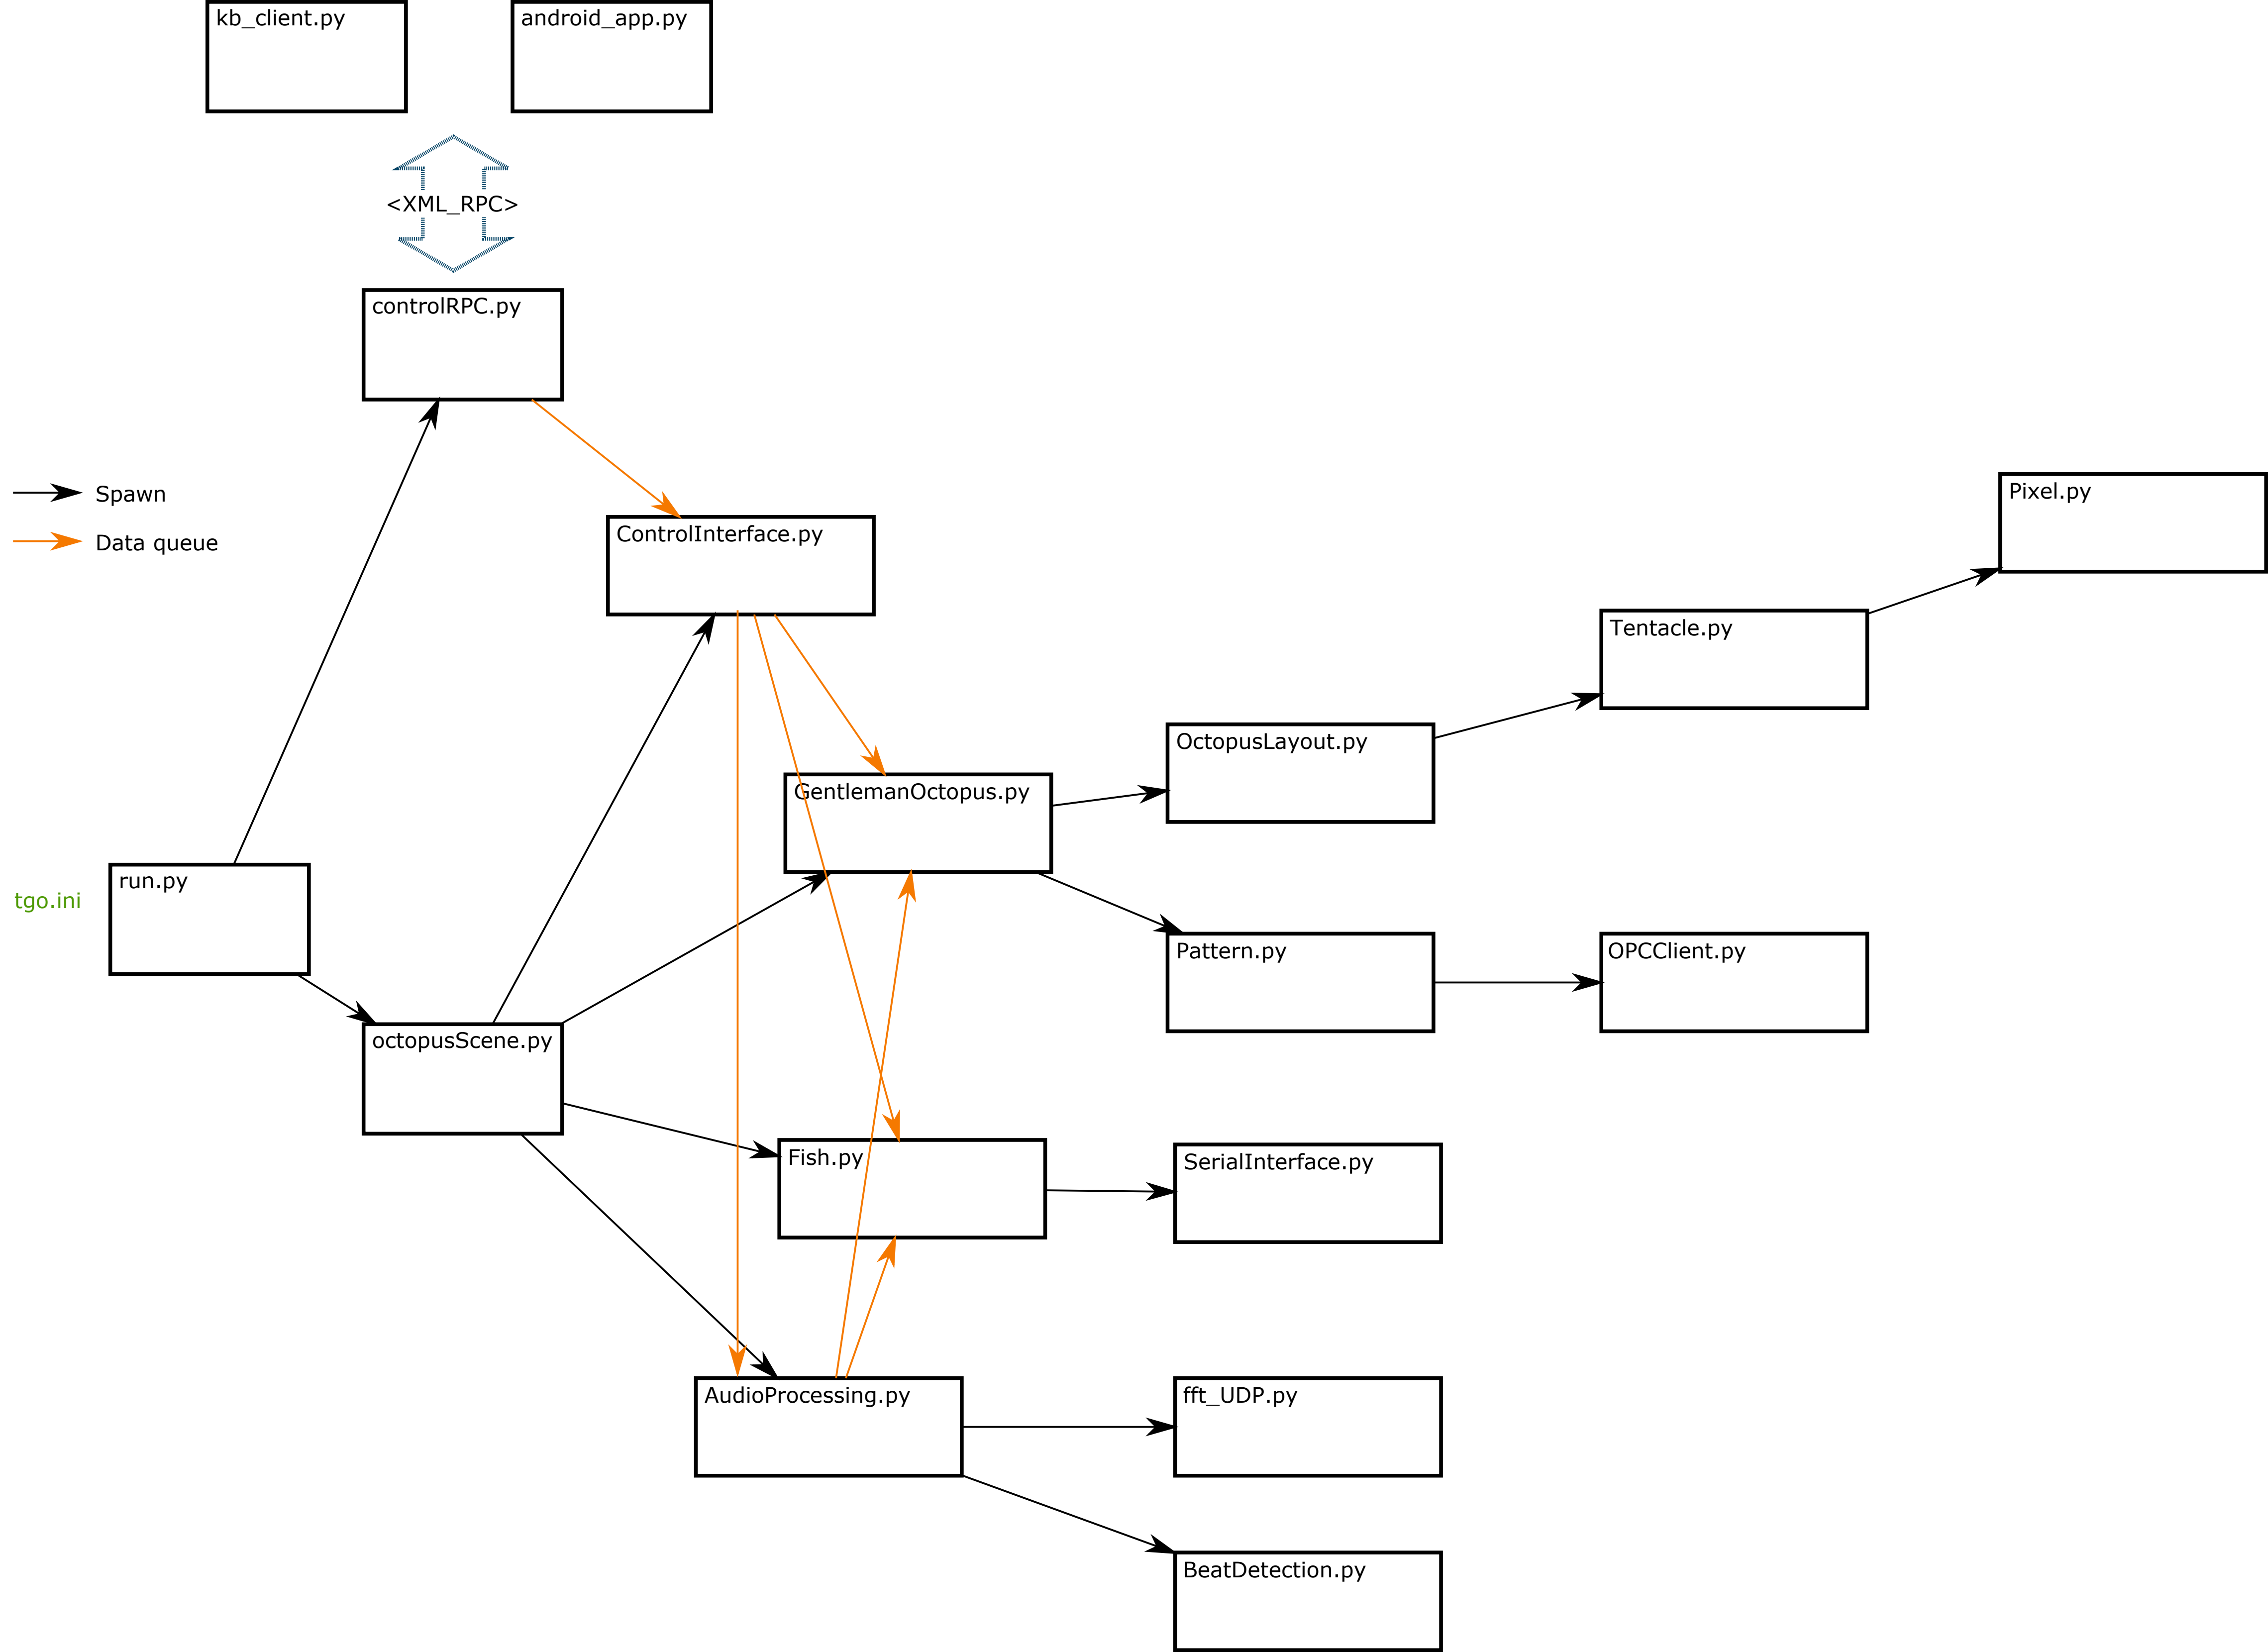 kb_client.py
android_app.py
<XML_RPC>
controlRPC.py
Spawn
Data queue
ControlInterface.py
Pixel.py
Tentacle.py
OctopusLayout.py
GentlemanOctopus.py
run.py
tgo.ini
Pattern.py
OPCClient.py
octopusScene.py
Fish.py
SerialInterface.py
AudioProcessing.py
fft_UDP.py
BeatDetection.py